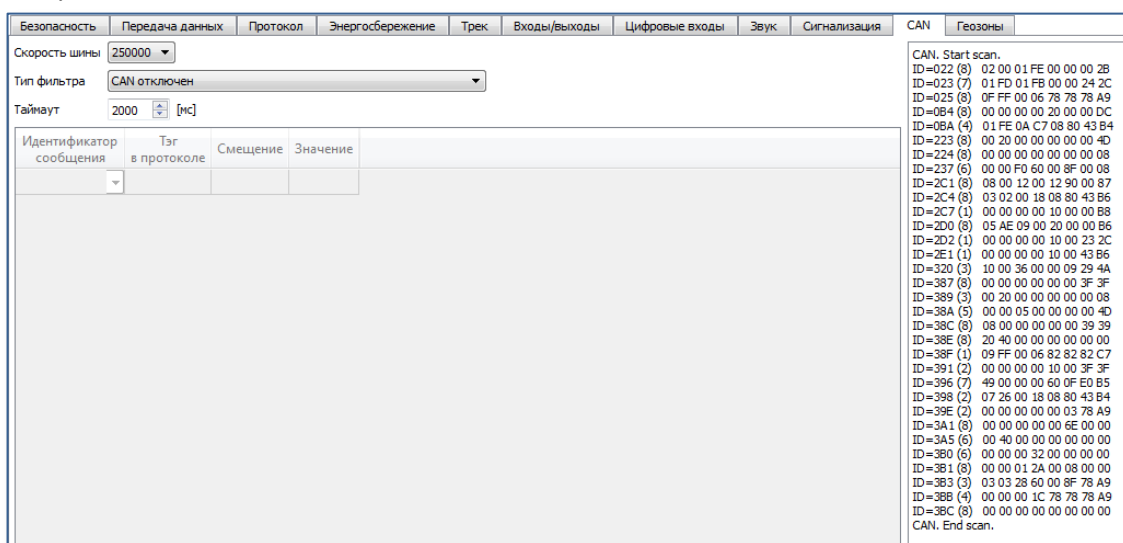 Безопасность Передача данных Протокол Энергосбережение Трек Входы/выходы Цифровые входы Звук Сигнализация CAN Геозоны
Скорость шины 250000
Тип фильтра CAN отключен
Таймаут 2000 [мс]
Идентификатор сообщения Тэг в протоколе Смещение Значение
CAN. Start scan.
ID=022 (8) 02 00 01 FE 00 00 00 2B
ID=023 (7) 01 FD 01 FB 00 00 24 2C
ID=025 (8) 0F FF 00 06 78 78 78 A9
ID=0B4 (8) 00 00 00 00 20 00 00 DC
ID=0BA (4) 01 FE 0A C7 08 80 43 B4
ID=223 (8) 00 20 00 00 00 00 00 4D
ID=224 (8) 00 00 00 00 00 00 00 08
ID=237 (6) 00 00 F0 60 00 8F 00 08
ID=2C1 (8) 08 00 12 00 12 90 00 87
ID=2C4 (8) 03 02 00 18 08 80 43 B6
ID=2C7 (1) 00 00 00 00 10 00 00 B8
ID=2D0 (8) 05 AE 09 00 20 00 00 B6
ID=2D2 (1) 00 00 00 00 10 00 23 2C
ID=2E1 (1) 00 00 00 00 10 00 43 B6
ID=320 (3) 10 00 36 00 00 09 29 4A
ID=387 (8) 00 00 00 00 00 00 3F 3F
ID=389 (3) 00 20 00 00 00 00 00 08
ID=38A (5) 00 00 05 00 00 00 00 4D
ID=38C (8) 08 00 00 00 00 00 39 39
ID=38E (8) 20 40 00 00 00 00 00 00
ID=38F (1) 09 FF 00 06 82 82 82 C7
ID=391 (2) 00 00 00 00 10 00 3F 3F
ID=396 (7) 49 00 00 00 60 0F E0 B5
ID=398 (2) 07 26 00 18 08 80 43 B4
ID=39E (2) 00 00 00 00 00 03 78 A9
ID=3A1 (8) 00 00 00 00 00 6E 00 00
ID=3A5 (6) 00 40 00 00 00 00 00 00
ID=3B0 (6) 00 00 00 32 00 00 00 00
ID=3B1 (8) 00 00 01 2A 00 08 00 00
ID=3B3 (3) 03 03 28 60 00 8F 78 A9
ID=3BB (4) 00 00 00 1C 78 78 78 A9
ID=3BC (8) 00 00 00 00 00 00 00 00
CAN. End scan.